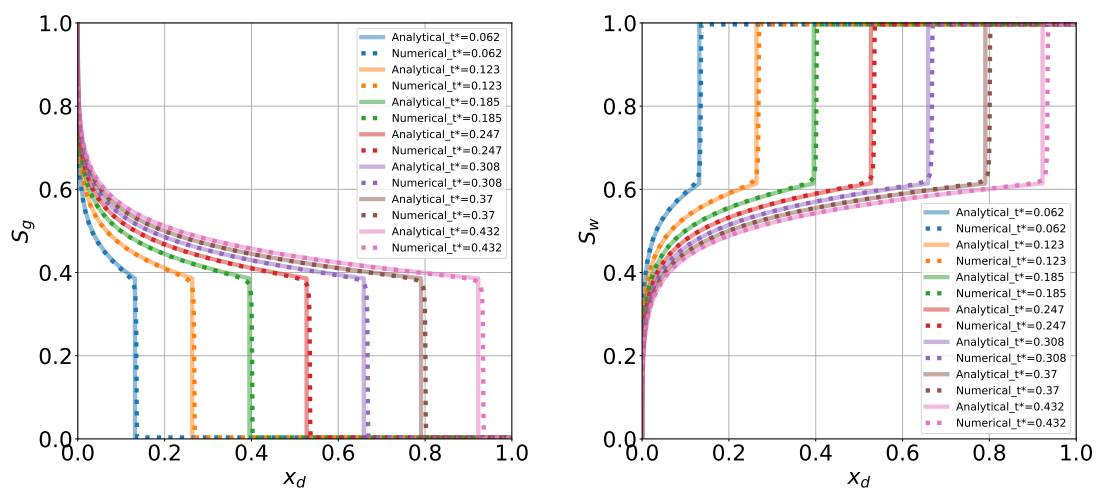 1.0
0.8
0.6
0.4
0.2
0.0
S_g
0.0 0.2 0.4 0.6 0.8 1.0
x_d
Analytical_t*=0.062
Numerical_t*=0.062
Analytical_t*=0.123
Numerical_t*=0.123
Analytical_t*=0.185
Numerical_t*=0.185
Analytical_t*=0.247
Numerical_t*=0.247
Analytical_t*=0.308
Numerical_t*=0.308
Analytical_t*=0.37
Numerical_t*=0.37
Analytical_t*=0.432
Numerical_t*=0.432
1.0
0.8
0.6
0.4
0.2
0.0
S_w
0.0 0.2 0.4 0.6 0.8 1.0
x_d
Analytical_t*=0.062
Numerical_t*=0.062
Analytical_t*=0.123
Numerical_t*=0.123
Analytical_t*=0.185
Numerical_t*=0.185
Analytical_t*=0.247
Numerical_t*=0.247
Analytical_t*=0.308
Numerical_t*=0.308
Analytical_t*=0.37
Numerical_t*=0.37
Analytical_t*=0.432
Numerical_t*=0.432